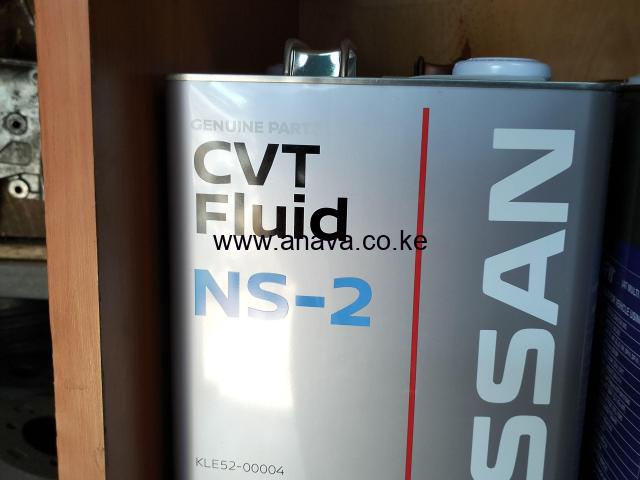 GENUINE PARTS
CVT
Fluid
www.anava.co.ke
NS-2
KLE52-00004
SSAN